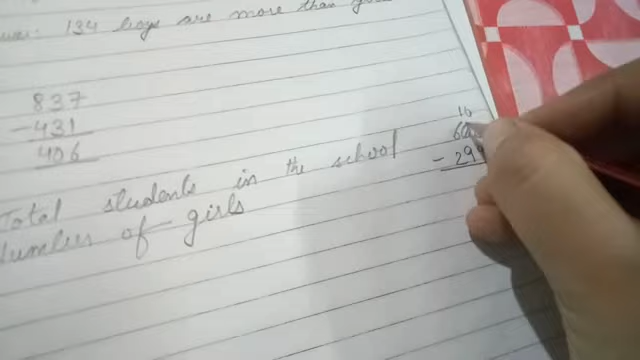 134 boys are more than
837
-431
406
10
- 29
Total students in the school
Number of girls